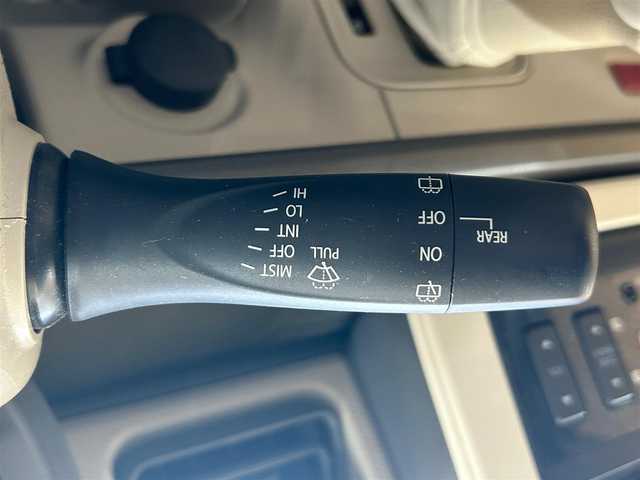 MIST
OFF
INT
LO
HI
PULL
ON
OFF
REAR